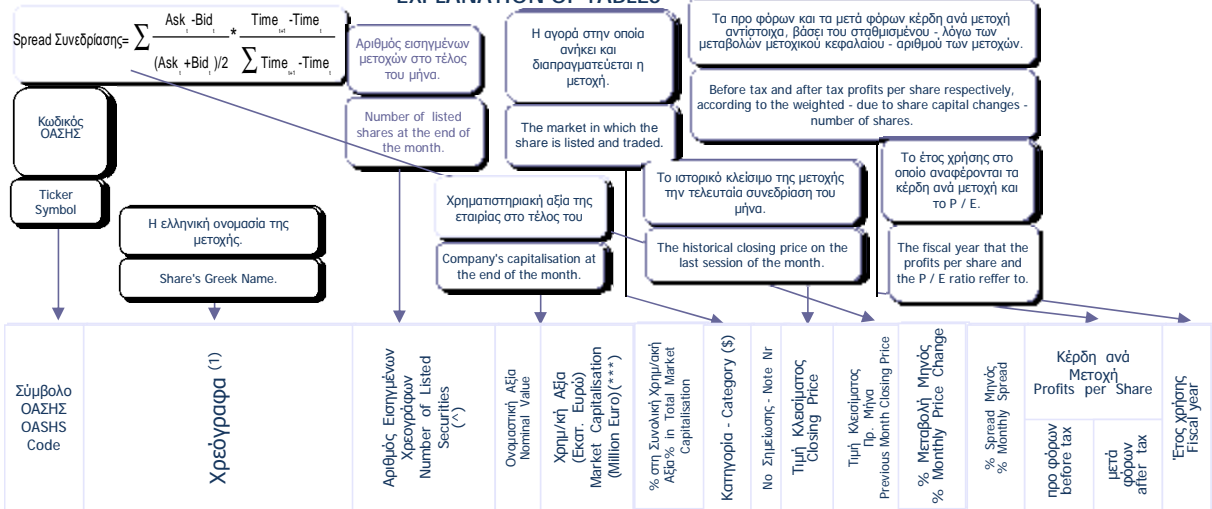 EXPLANATION OF TABLES
Spread Συνεδρίασης= ∑ Ask t -Bid t / (Ask t +Bid t )/2 * Time t+1 -Time t / ∑ Time t+1 -Time t
Αριθμός εισηγμένων
μετοχών στο τέλος
του μήνα.
Number of listed
shares at the end of
the month.
Η αγορά στην οποία
ανήκει και
διαπραγματεύεται η
μετοχή.
The market in which the
share is listed and traded.
Τα προ φόρων και τα μετά φόρων κέρδη ανά μετοχή
αντίστοιχα, βάσει του σταθμισμένου - λόγω των
μεταβολών μετοχικού κεφαλαίου - αριθμού των μετοχών.
Before tax and after tax profits per share respectively,
according to the weighted - due to share capital changes -
number of shares.
Κωδικός
ΟΑΣΗΣ
Ticker
Symbol
Η ελληνική ονομασία της
μετοχής.
Share's Greek Name.
Χρηματιστηριακή αξία της
εταιρίας στο τέλος του
Company's capitalisation at
the end of the month.
Το ιστορικό κλείσιμο της μετοχής
την τελευταία συνεδρίαση του
μήνα.
The historical closing price on the
last session of the month.
Το έτος χρήσης στο
οποίο αναφέρονται τα
κέρδη ανά μετοχή και
το P / E.
The fiscal year that the
profits per share and
the P / E ratio reffer to.
Σύμβολο
ΟΑΣΗΣ
OASHS
Code
Χρεόγραφα (1)
Αριθμός Εισηγμένων
Χρεογράφων
Number of Listed
Securities
(^)
Ονομαστική Αξία
Nominal Value
Χρημ/κή Αξία
(Εκατ. Ευρώ)
Market Capitalisation
(Million Euro)(***)
% στη Συνολική Χρημ/ακή
Αξία% in Total Market
Capitalisation
Κατηγορία - Category ($)
Νο Σημείωσης - Note Nr
Τιμή Κλεισίματος
Closing Price
Τιμή Κλεισίματος
Πρ. Μήνα
Previous Month Closing Price
% Μεταβολή Μηνός
% Monthly Price Change
% Spread Μηνός
% Monthly Spread
Κέρδη ανά
Μετοχή
Profits per Share
προ φόρων
before tax
μετά
φόρων
after tax
Έτος χρήσης
Fiscal year